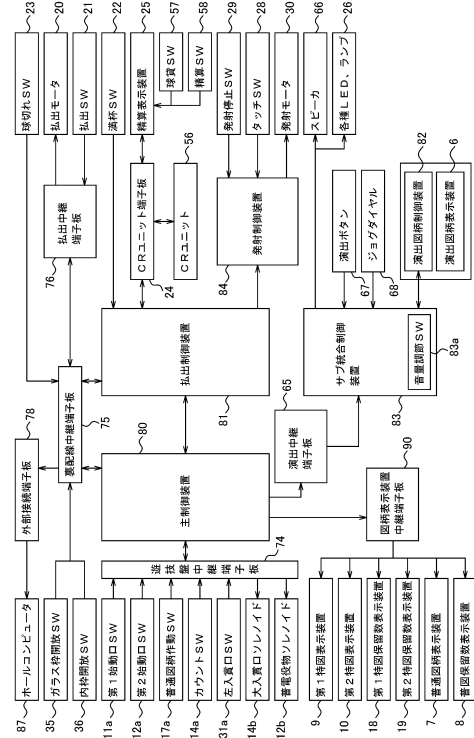 87 ホールコンピュータ
35 ガラス枠開放SW
36 内枠開放SW
11a 第1始動口SW
12a 第2始動口SW
17a 普通図柄作動SW
14a カウントSW
31a 左入賞口SW
14b 大入賞口ソレノイド
12b 普電役物ソレノイド
9 第1特図表示装置
10 第2特図表示装置
18 第1特図保留数表示装置
19 第2特図保留数表示装置
7 普通図柄表示装置
8 普図保留数表示装置
外部接続端子板 78
裏配線中継端子板
75
遊技盤中継端子板
74
主制御装置
80
演出中継
端子板
65
図柄表示装置
中継端子板
90
払出中継
端子板
76
払出制御装置
81
CRユニット端子板
24
CRユニット
56
発射制御装置
84
サブ統合制御
装置
83
音量調節SW
83a
演出ボタン
67
ジョグダイヤル
68
演出図柄制御装置
82
演出図柄表示装置
6
球切れSW 23
払出モータ 20
払出SW 21
満杯SW 22
精算表示装置 25
球貸SW 57
精算SW 58
発射停止SW 29
タッチSW 28
発射モータ 30
スピーカ 66
各種LED、ランプ 26